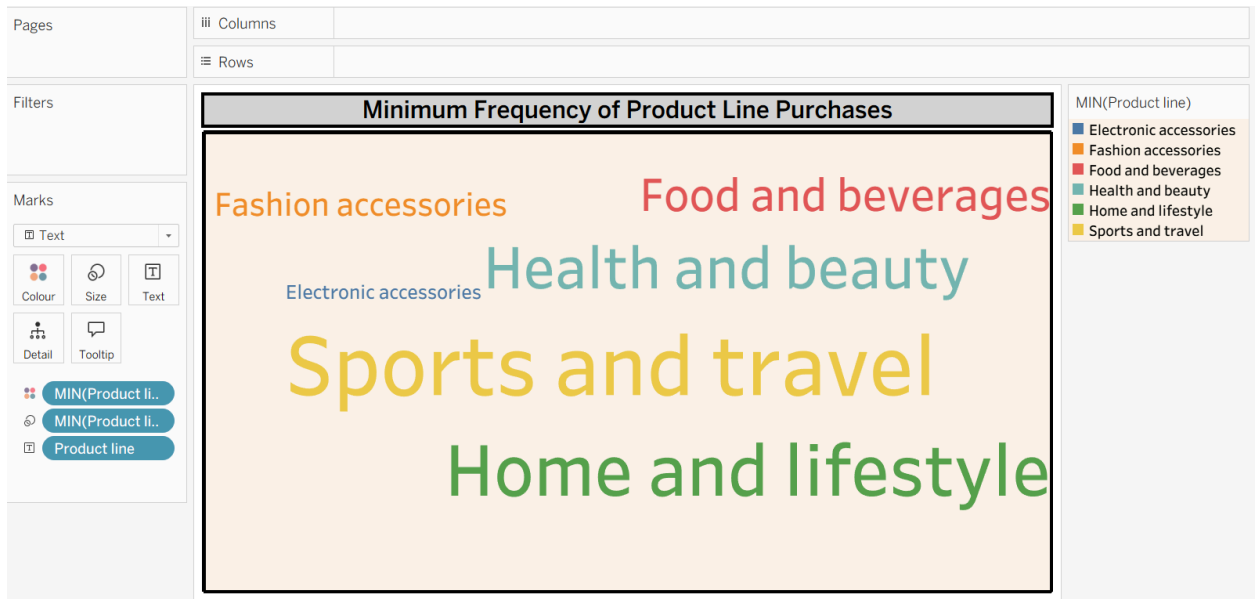 Pages
Columns
Rows
Filters
Marks
Text
Colour
Size
Text
Detail
Tooltip
MIN(Product li..
MIN(Product li..
Product line
Minimum Frequency of Product Line Purchases
Fashion accessories
Food and beverages
Health and beauty
Electronic accessories
Sports and travel
Home and lifestyle
MIN(Product line)
Electronic accessories
Fashion accessories
Food and beverages
Health and beauty
Home and lifestyle
Sports and travel